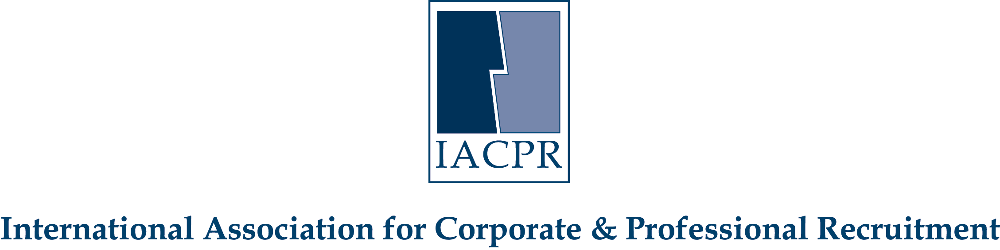 IACPR
International Association for Corporate & Professional Recruitment